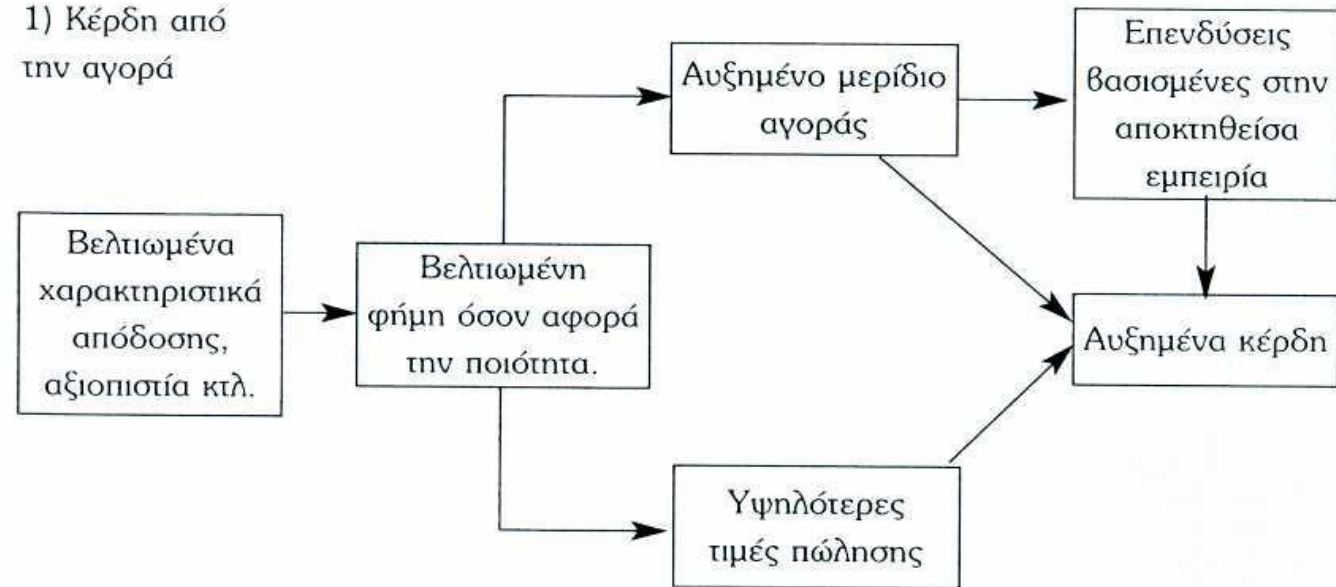 1) Κέρδη από
την αγορά
Βελτιωμένα
χαρακτηριστικά
απόδοσης,
αξιοπιστία κτλ.
Βελτιωμένη
φήμη όσον αφορά
την ποιότητα.
Αυξημένο μερίδιο
αγοράς
Επενδύσεις
βασισμένες στην
αποκτηθείσα
εμπειρία
Αυξημένα κέρδη
Υψηλότερες
τιμές πώλησης